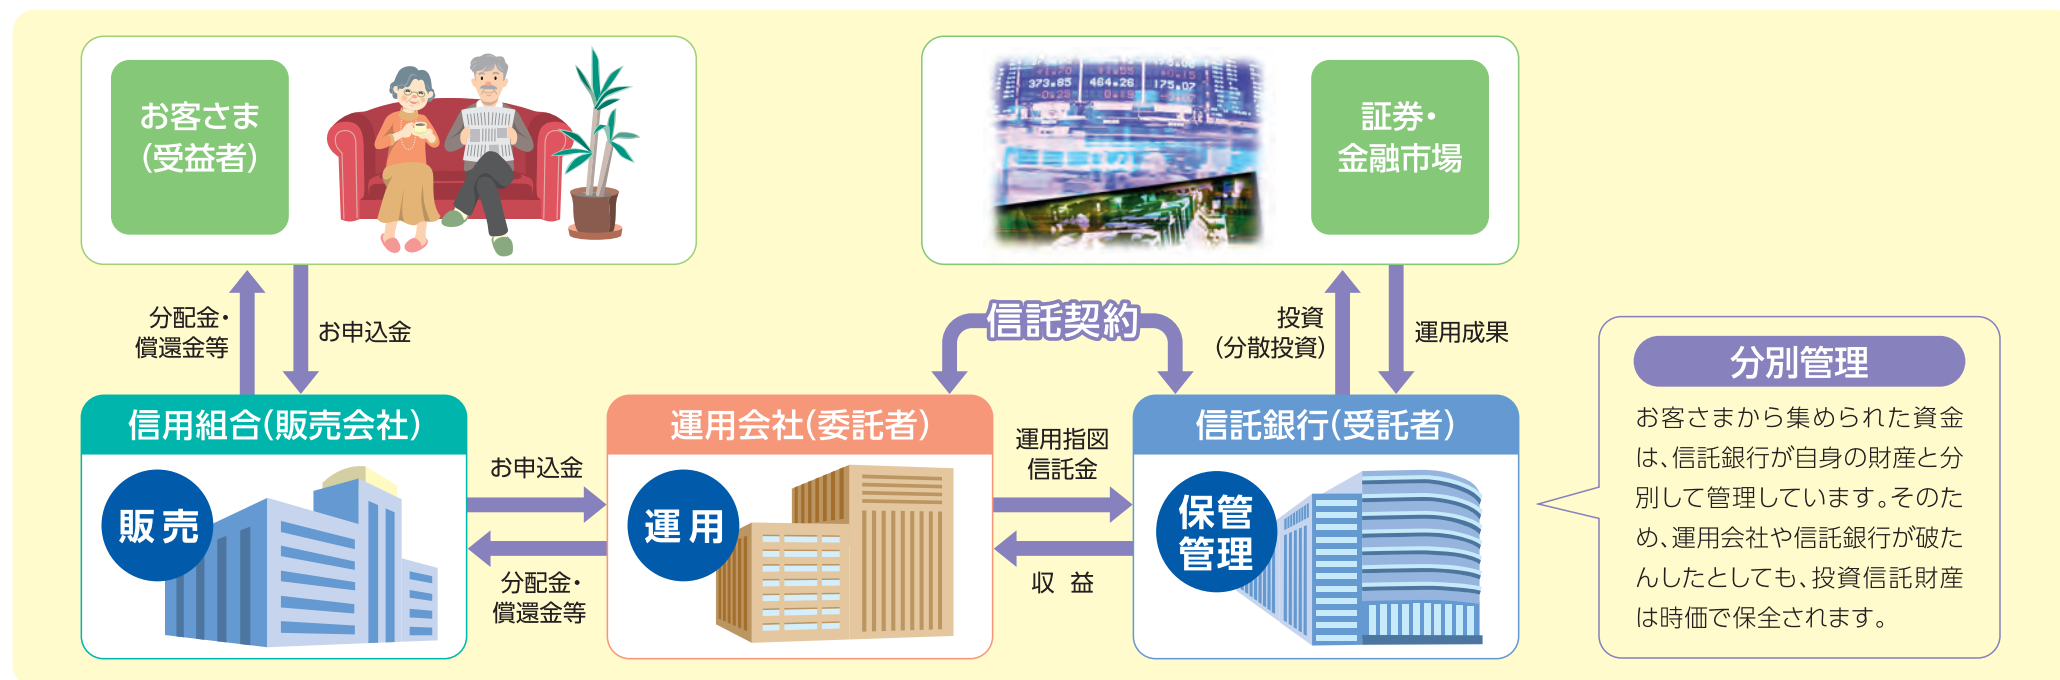 お客さま
(受益者)
373.85 464.26 175.07
証券・
金融市場
分配金・
償還金等
お申込金
信託契約
投資
(分散投資)
運用成果
信用組合(販売会社)
販売
お申込金
分配金・
償還金等
運用会社(委託者)
運用
運用指図
信託金
収益
信託銀行(受託者)
保管
管理
分別管理
お客さまから集められた資金
は、信託銀行が自身の財産と分
別して管理しています。そのた
め、運用会社や信託銀行が破た
んしたとしても、投資信託財産
は時価で保全されます。